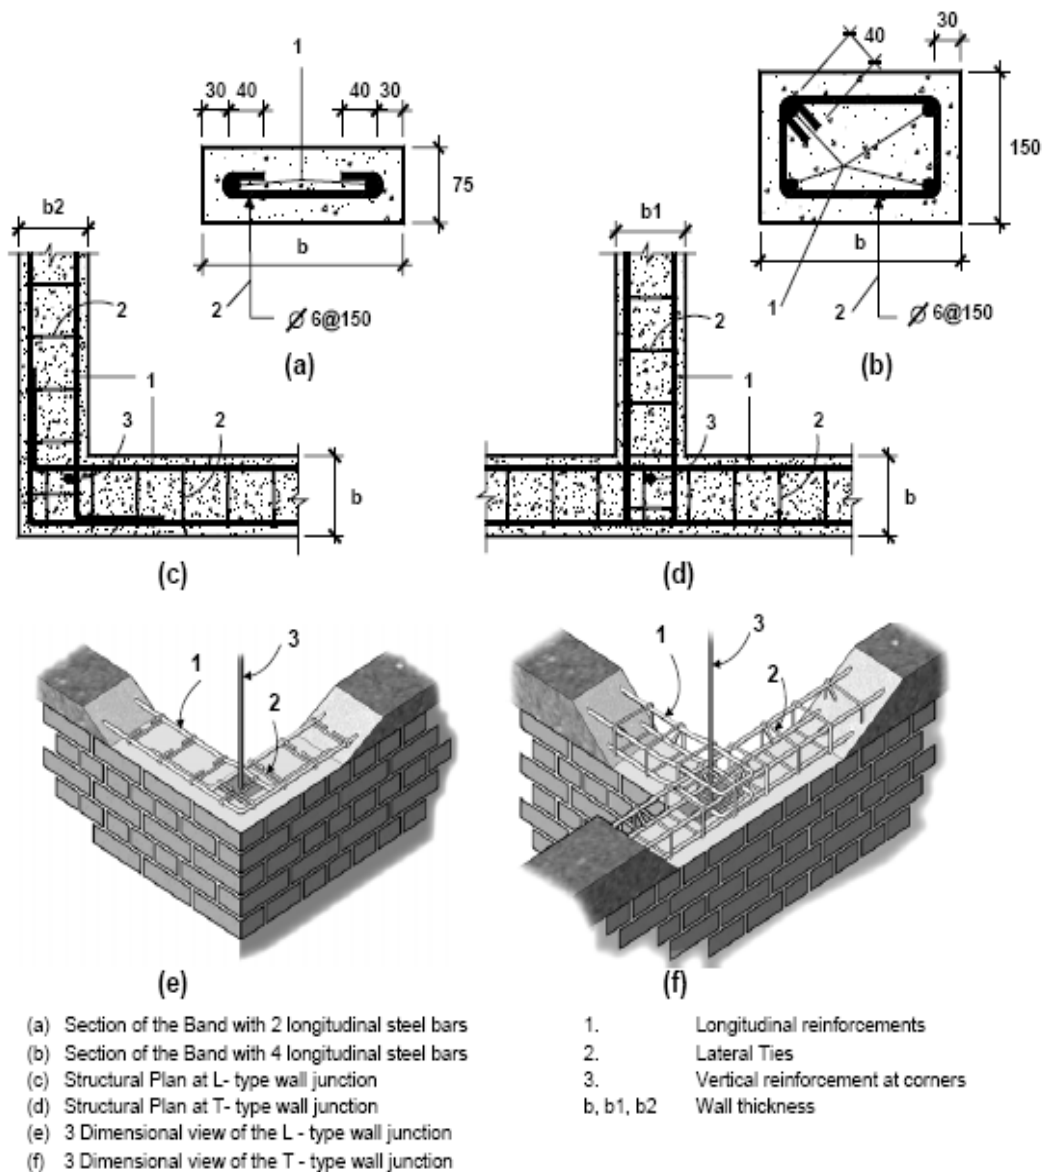 1
30 40 40 30
75
b
2
Ø 6@150
(a)
40
30
150
b
1
2
Ø 6@150
(b)
b2
2
1
3
2
b
(c)
b1
2
1
3
2
b
(d)
1
3
2
(e)
1
3
2
(f)
(a) Section of the Band with 2 longitudinal steel bars
(b) Section of the Band with 4 longitudinal steel bars
(c) Structural Plan at L- type wall junction
(d) Structural Plan at T- type wall junction
(e) 3 Dimensional view of the L - type wall junction
(f) 3 Dimensional view of the T - type wall junction
1. Longitudinal reinforcements
2. Lateral Ties
3. Vertical reinforcement at corners
b, b1, b2 Wall thickness